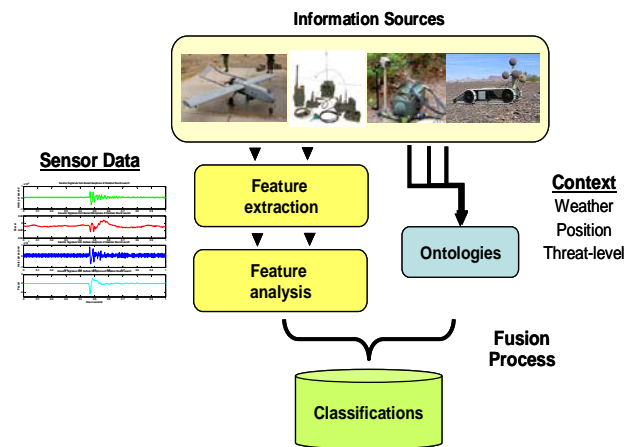 Information Sources
Sensor Data
Feature
extraction
Feature
analysis
Ontologies
Context
Weather
Position
Threat-level
Fusion
Process
Classifications